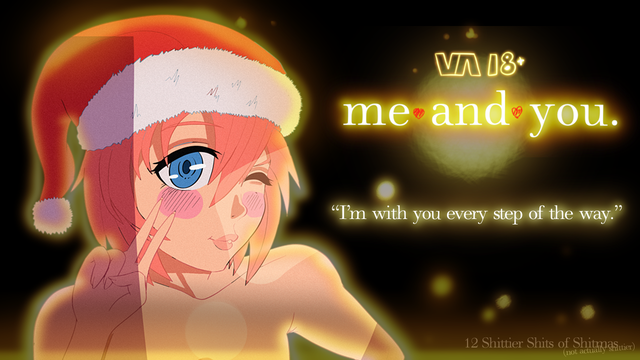 VA 18+
me and you.
“I'm with you every step of the way.”
12 Shittier Shits of Shitmas
(not actually shittier)